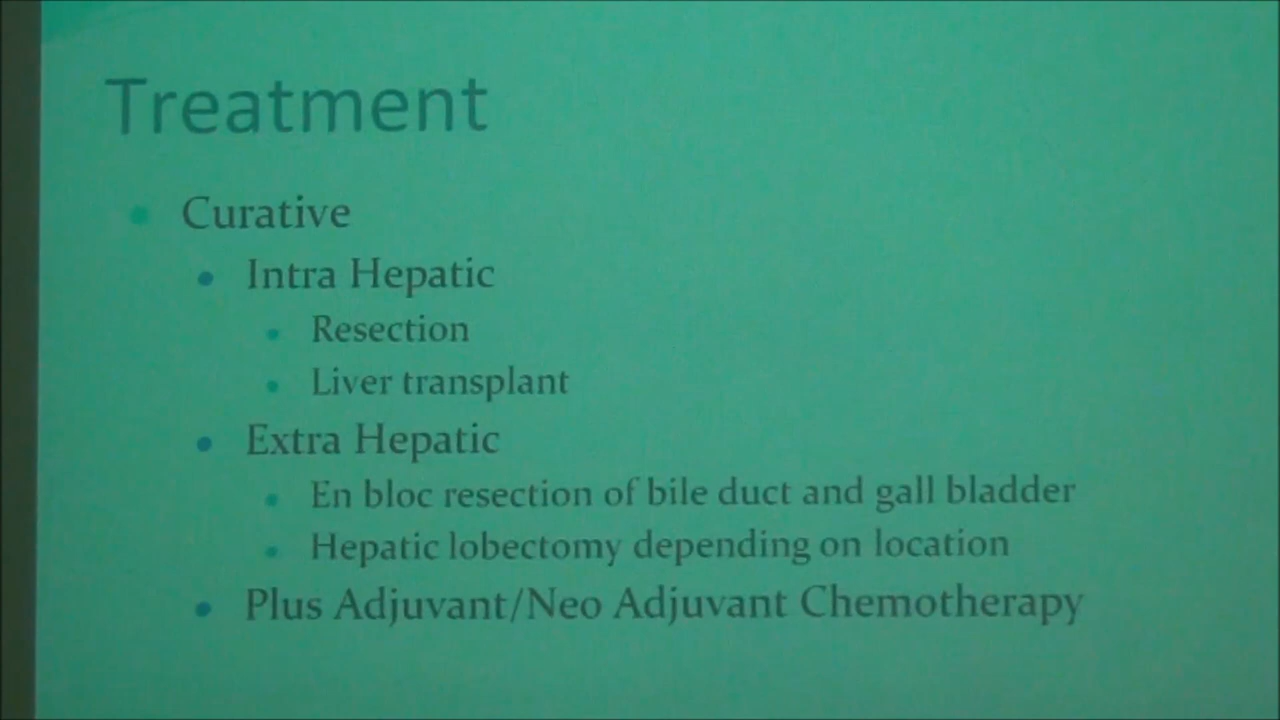 Treatment
Curative
Intra Hepatic
Resection
Liver transplant
Extra Hepatic
En bloc resection of bile duct and gall bladder
Hepatic lobectomy depending on location
Plus Adjuvant/Neo Adjuvant Chemotherapy